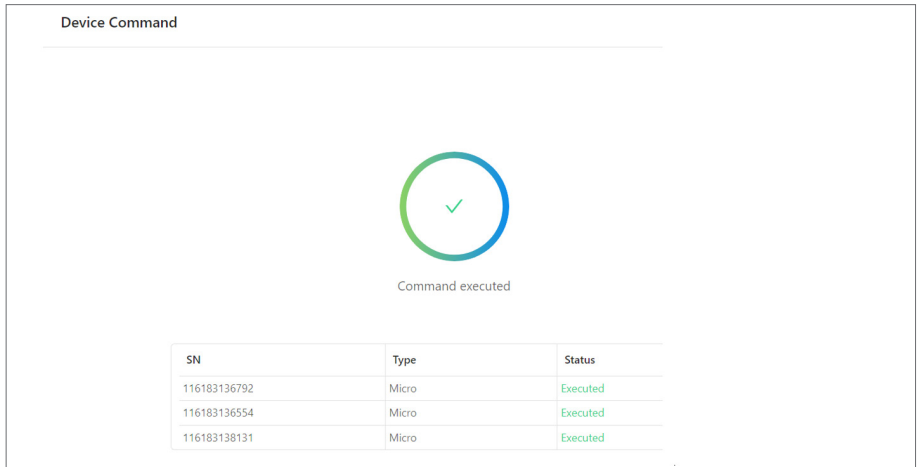 Device Command
Command executed
SN Type Status
116183136792 Micro Executed
116183136554 Micro Executed
116183138131 Micro Executed